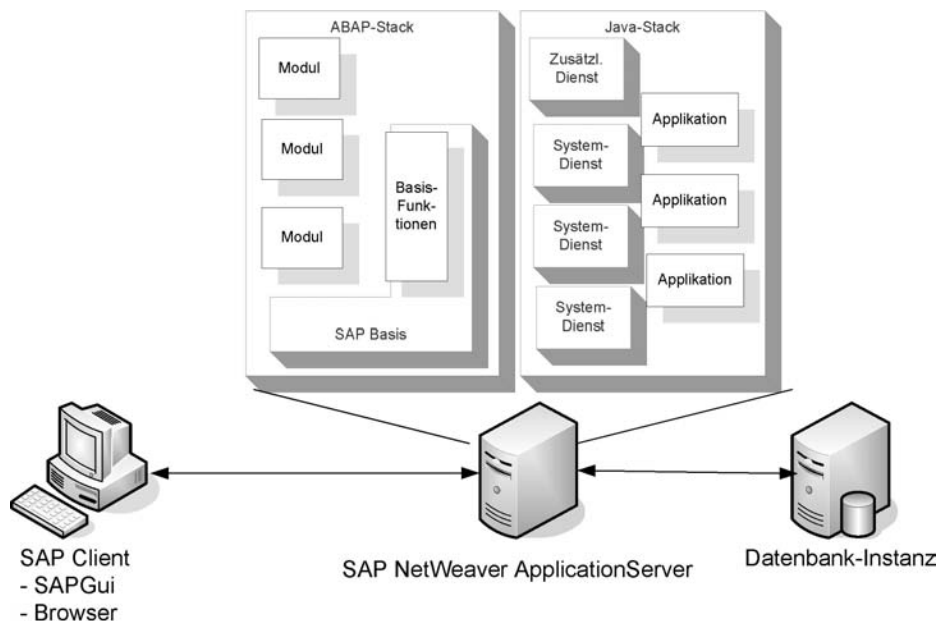 ABAP-Stack
Modul
Modul
Modul
Basis-
Funk-
tionen
SAP Basis
Java-Stack
Zusätzl.
Dienst
System-
Dienst
System-
Dienst
System-
Dienst
Applikation
Applikation
Applikation
SAP Client
- SAPGui
- Browser
SAP NetWeaver ApplicationServer
Datenbank-Instanz